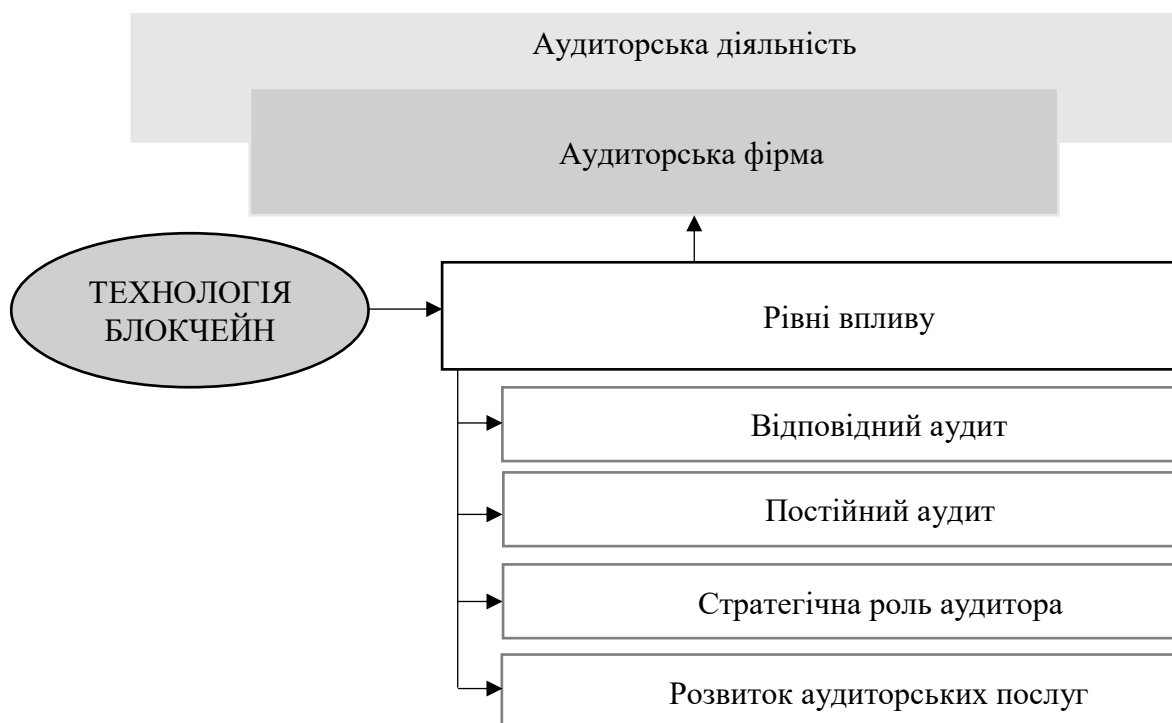 Аудиторська діяльність
Аудиторська фірма
ТЕХНОЛОГІЯ
БЛОКЧЕЙН
Рівні впливу
Відповідний аудит
Постійний аудит
Стратегічна роль аудитора
Розвиток аудиторських послуг